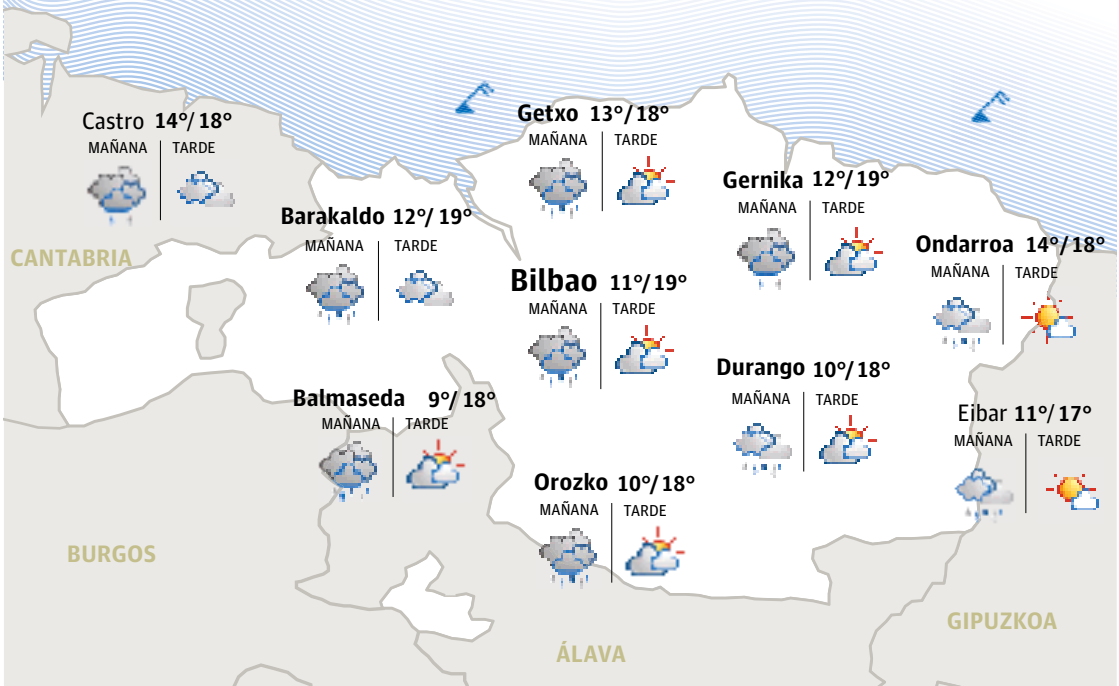 Castro 14°/18°
MAÑANA TARDE
Getxo 13°/18°
MAÑANA TARDE
Gernika 12°/19°
MAÑANA TARDE
Barakaldo 12°/19°
MAÑANA TARDE
Ondarroa 14°/18°
MAÑANA TARDE
CANTABRIA
Bilbao 11°/19°
MAÑANA TARDE
Durango 10°/18°
MAÑANA TARDE
Balmaseda 9°/18°
MAÑANA TARDE
Eibar 11°/17°
MAÑANA TARDE
Orozko 10°/18°
MAÑANA TARDE
BURGOS
GIPUZKOA
ÁLAVA